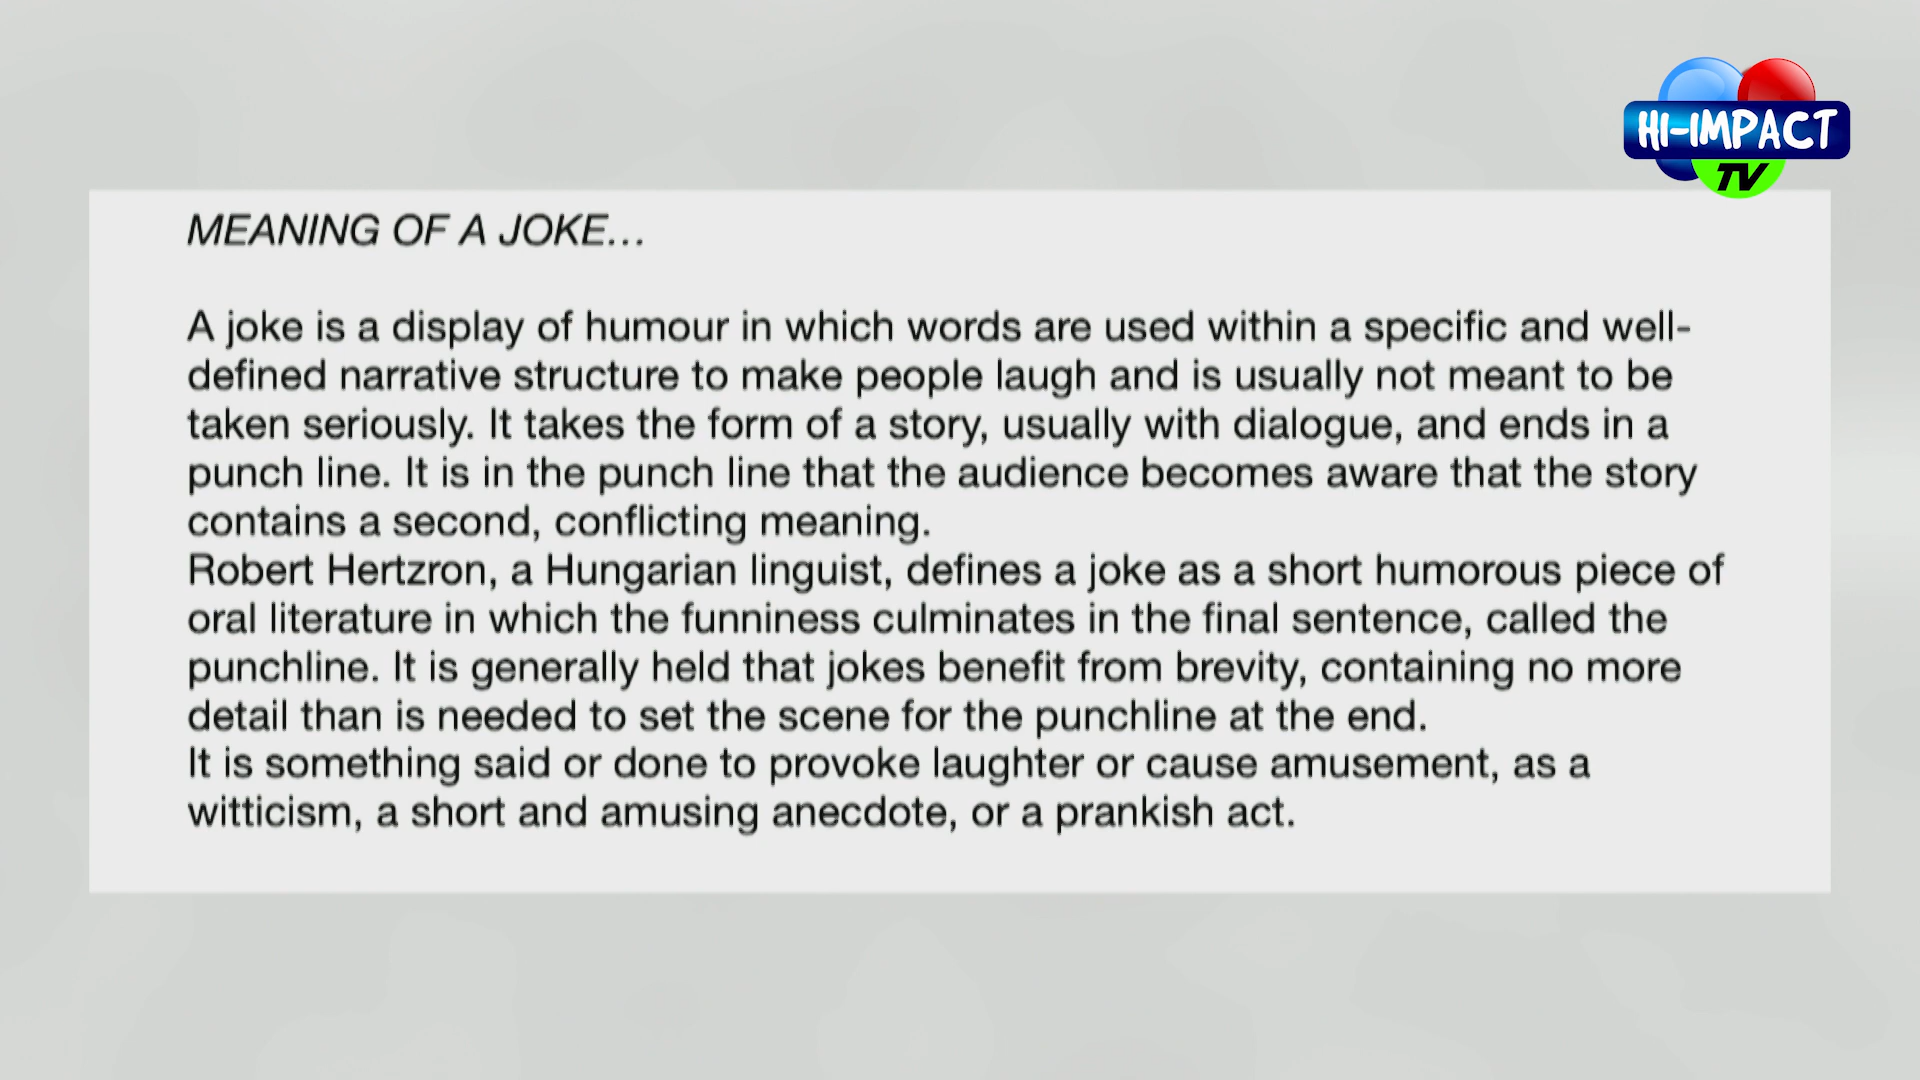 HI-IMPACT
TV
MEANING OF A JOKE...
A joke is a display of humour in which words are used within a specific and well-
defined narrative structure to make people laugh and is usually not meant to be
taken seriously. It takes the form of a story, usually with dialogue, and ends in a
punch line. It is in the punch line that the audience becomes aware that the story
contains a second, conflicting meaning.
Robert Hertzron, a Hungarian linguist, defines a joke as a short humorous piece of
oral literature in which the funniness culminates in the final sentence, called the
punchline. It is generally held that jokes benefit from brevity, containing no more
detail than is needed to set the scene for the punchline at the end.
It is something said or done to provoke laughter or cause amusement, as a
witticism, a short and amusing anecdote, or a prankish act.